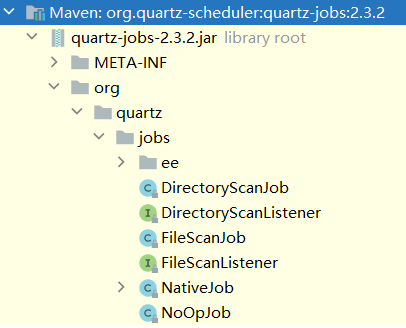 Maven: org.quartz-scheduler:quartz-jobs:2.3.2
quartz-jobs-2.3.2.jar library root
META-INF
org
quartz
jobs
ee
C DirectoryScanJob
I DirectoryScanListener
C FileScanJob
I FileScanListener
C NativeJob
C NoOpJob